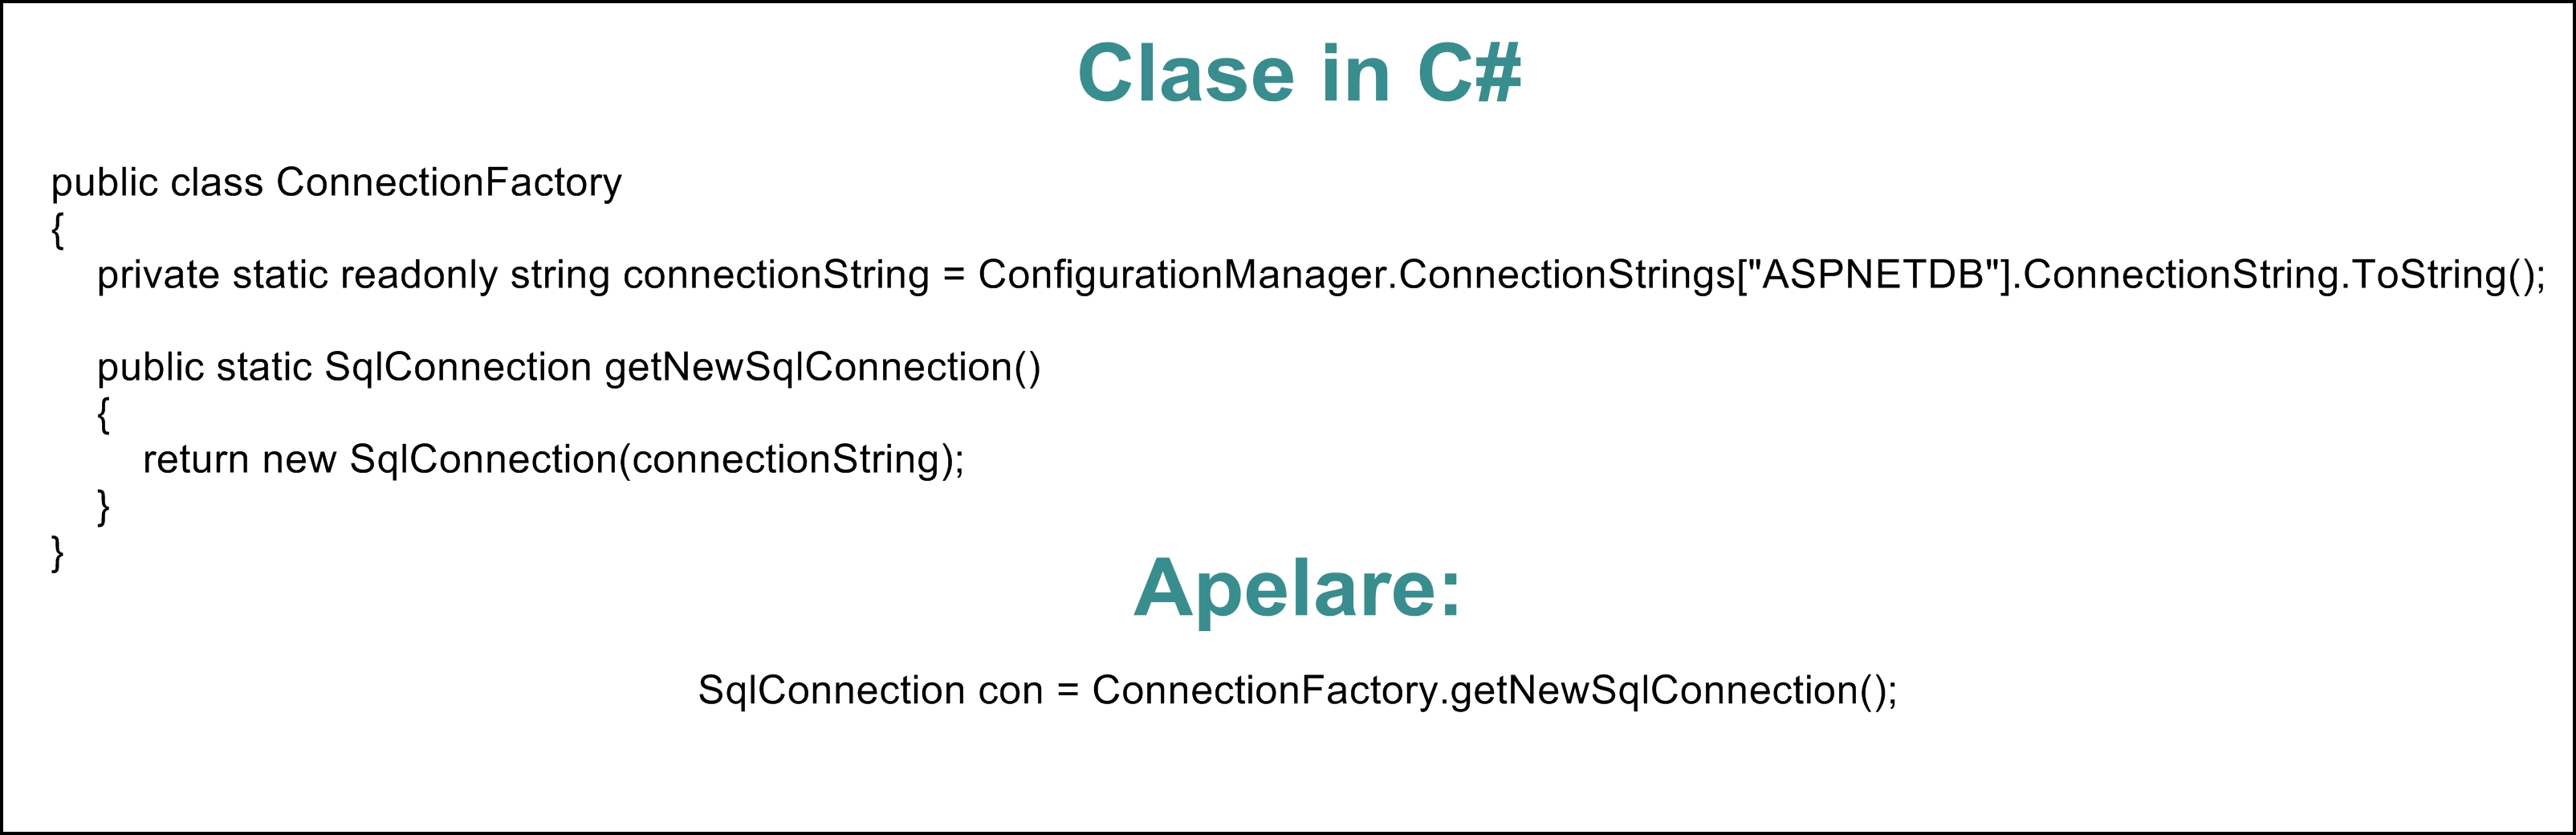 Clase in C#
public class ConnectionFactory
{
private static readonly string connectionString = ConfigurationManager.ConnectionStrings["ASPNETDB"].ConnectionString.ToString();
public static SqlConnection getNewSqlConnection()
{
return new SqlConnection(connectionString);
}
}
Apelare:
SqlConnection con = ConnectionFactory.getNewSqlConnection();